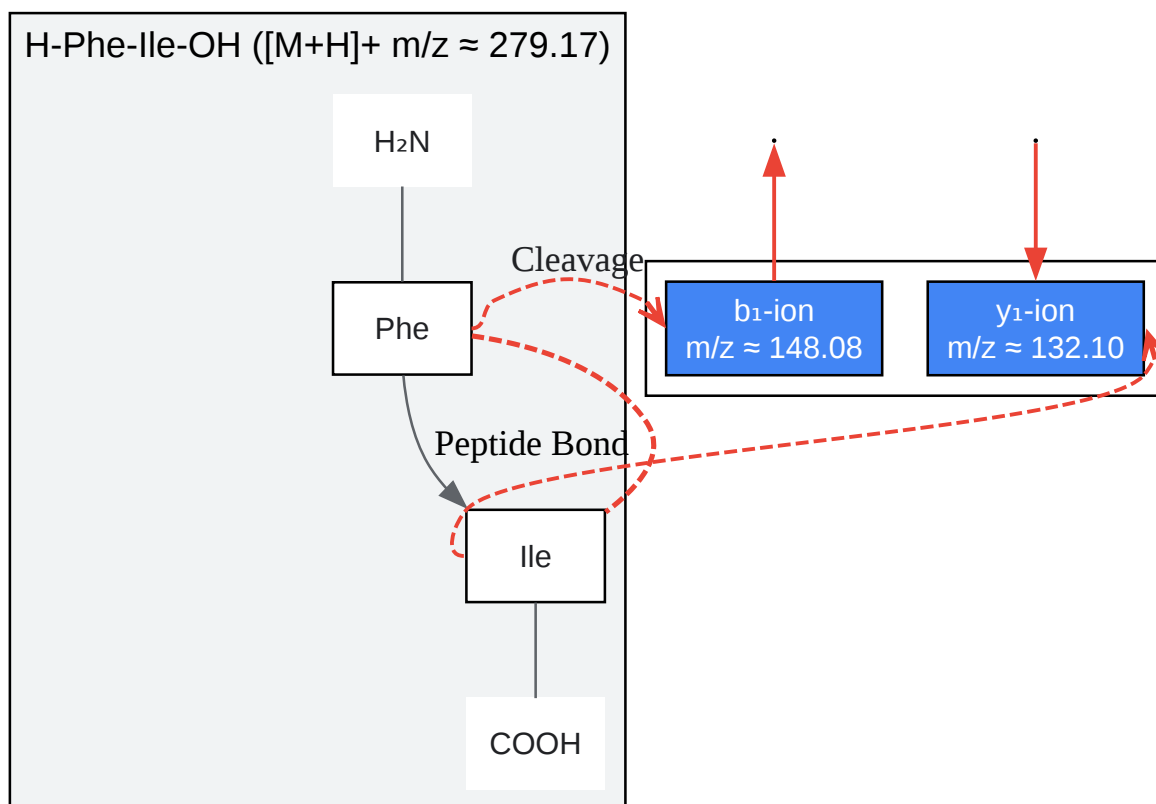 H-Phe-Ile-OH ([M+H]+ m/z ≈ 279.17)
H₂N
Cleavage
Phe
b₁-ion
m/z ≈ 148.08
y₁-ion
m/z ≈ 132.10
Peptide Bond
Ile
COOH